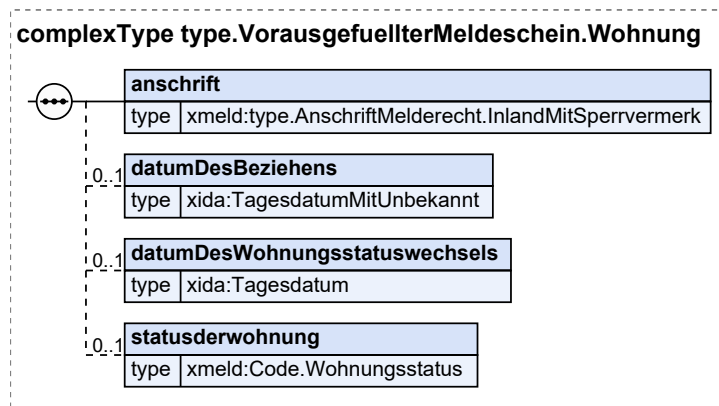 complexType type.VorausgefuellterMeldeschein.Wohnung
anschrift
type xmeld:type.AnschriftMelderecht.InlandMitSperrvermerk
0..1 datumDesBeziehens
type xida:TagesdatumMitUnbekannt
0..1 datumDesWohnungsstatuswechsels
type xida:Tagesdatum
0..1 statusderwohnung
type xmeld:Code.Wohnungsstatus